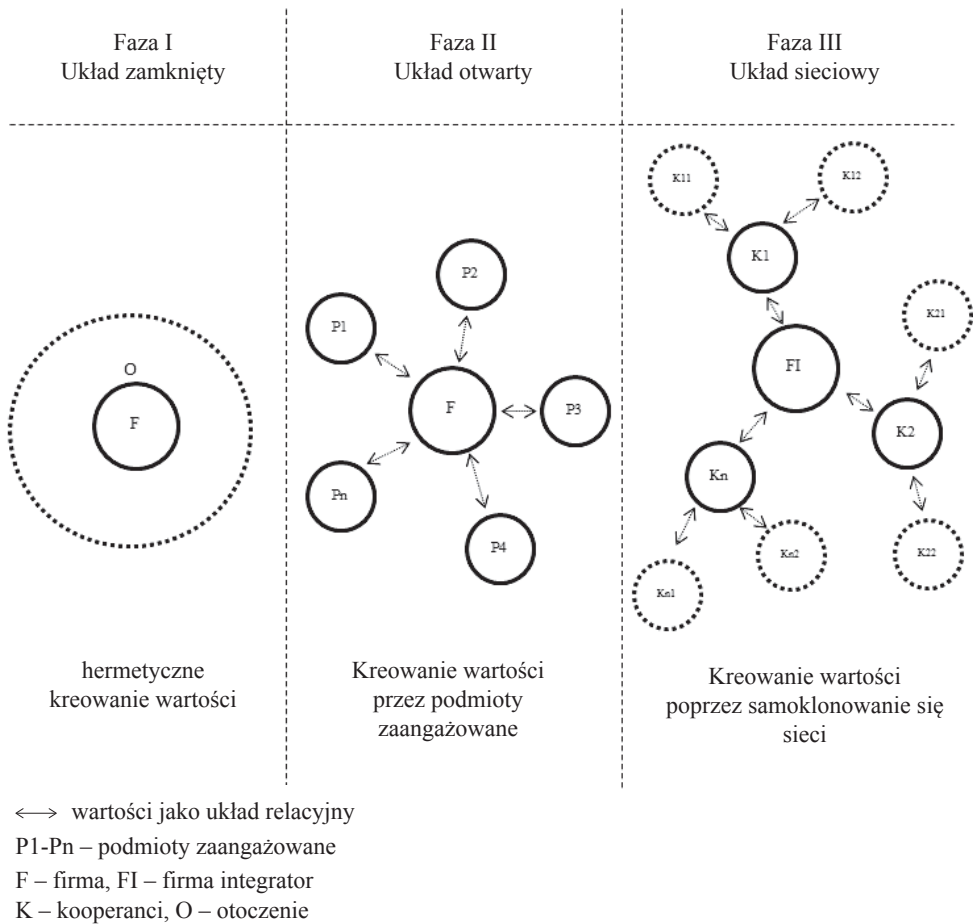 Faza I
Układ zamknięty
Faza II
Układ otwarty
Faza III
Układ sieciowy
O
F
P1
P2
F
P3
Pn
P4
K11
K12
K1
K21
FI
K2
Kn
Kn1
Kn2
K22
hermetyczne
kreowanie wartości
Kreowanie wartości
przez podmioty
zaangażowane
Kreowanie wartości
poprzez samoklonowanie się
sieci
wartości jako układ relacyjny
P1-Pn – podmioty zaangażowane
F – firma, FI – firma integrator
K – kooperanci, O – otoczenie